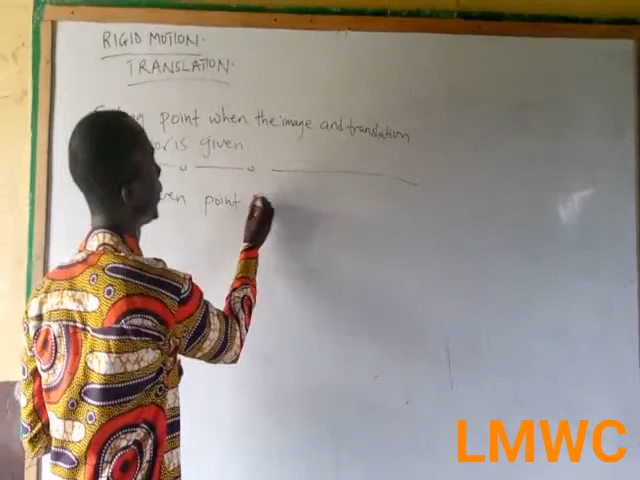 RIGID MOTION.
TRANSLATION.
point when the image and translation
is given
point
LMWC